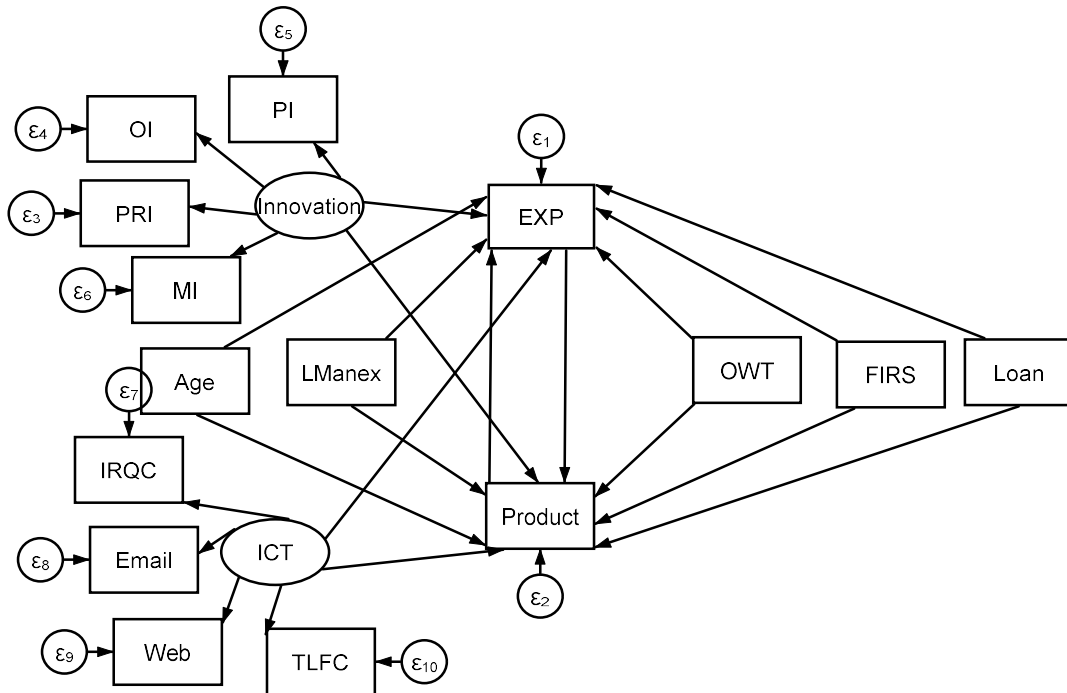 ε5
PI
OI
ε4
ε1
Innovation
PRI
ε3
EXP
MI
ε6
Age
LManex
OWT
FIRS
Loan
ε7
IRQC
Product
ICT
Email
ε8
ε2
Web
ε9
TLFC
ε10